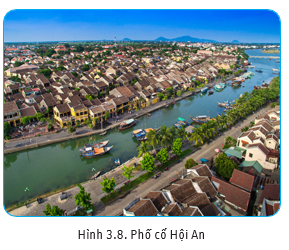 Hình 3.8. Phố cổ Hội An